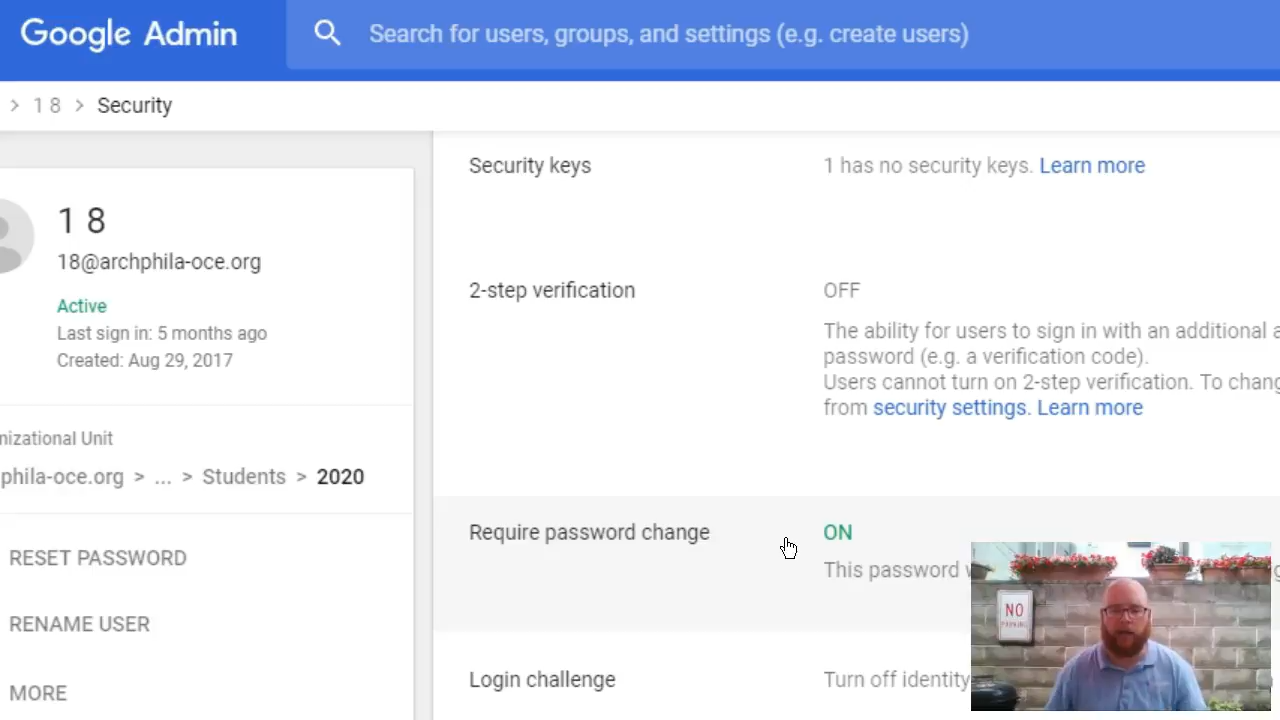 Google Admin
Search for users, groups, and settings (e.g. create users)
> 1 8 > Security
1 8
18@archphila-oce.org
Active
Last sign in: 5 months ago
Created: Aug 29, 2017
nizational Unit
phila-oce.org > ... > Students > 2020
RESET PASSWORD
RENAME USER
MORE
Security keys
1 has no security keys. Learn more
2-step verification
OFF
The ability for users to sign in with an additional a
password (e.g. a verification code).
Users cannot turn on 2-step verification. To chang
from security settings. Learn more
Require password change
ON
This password
Login challenge
Turn off identity
NO
PARKING